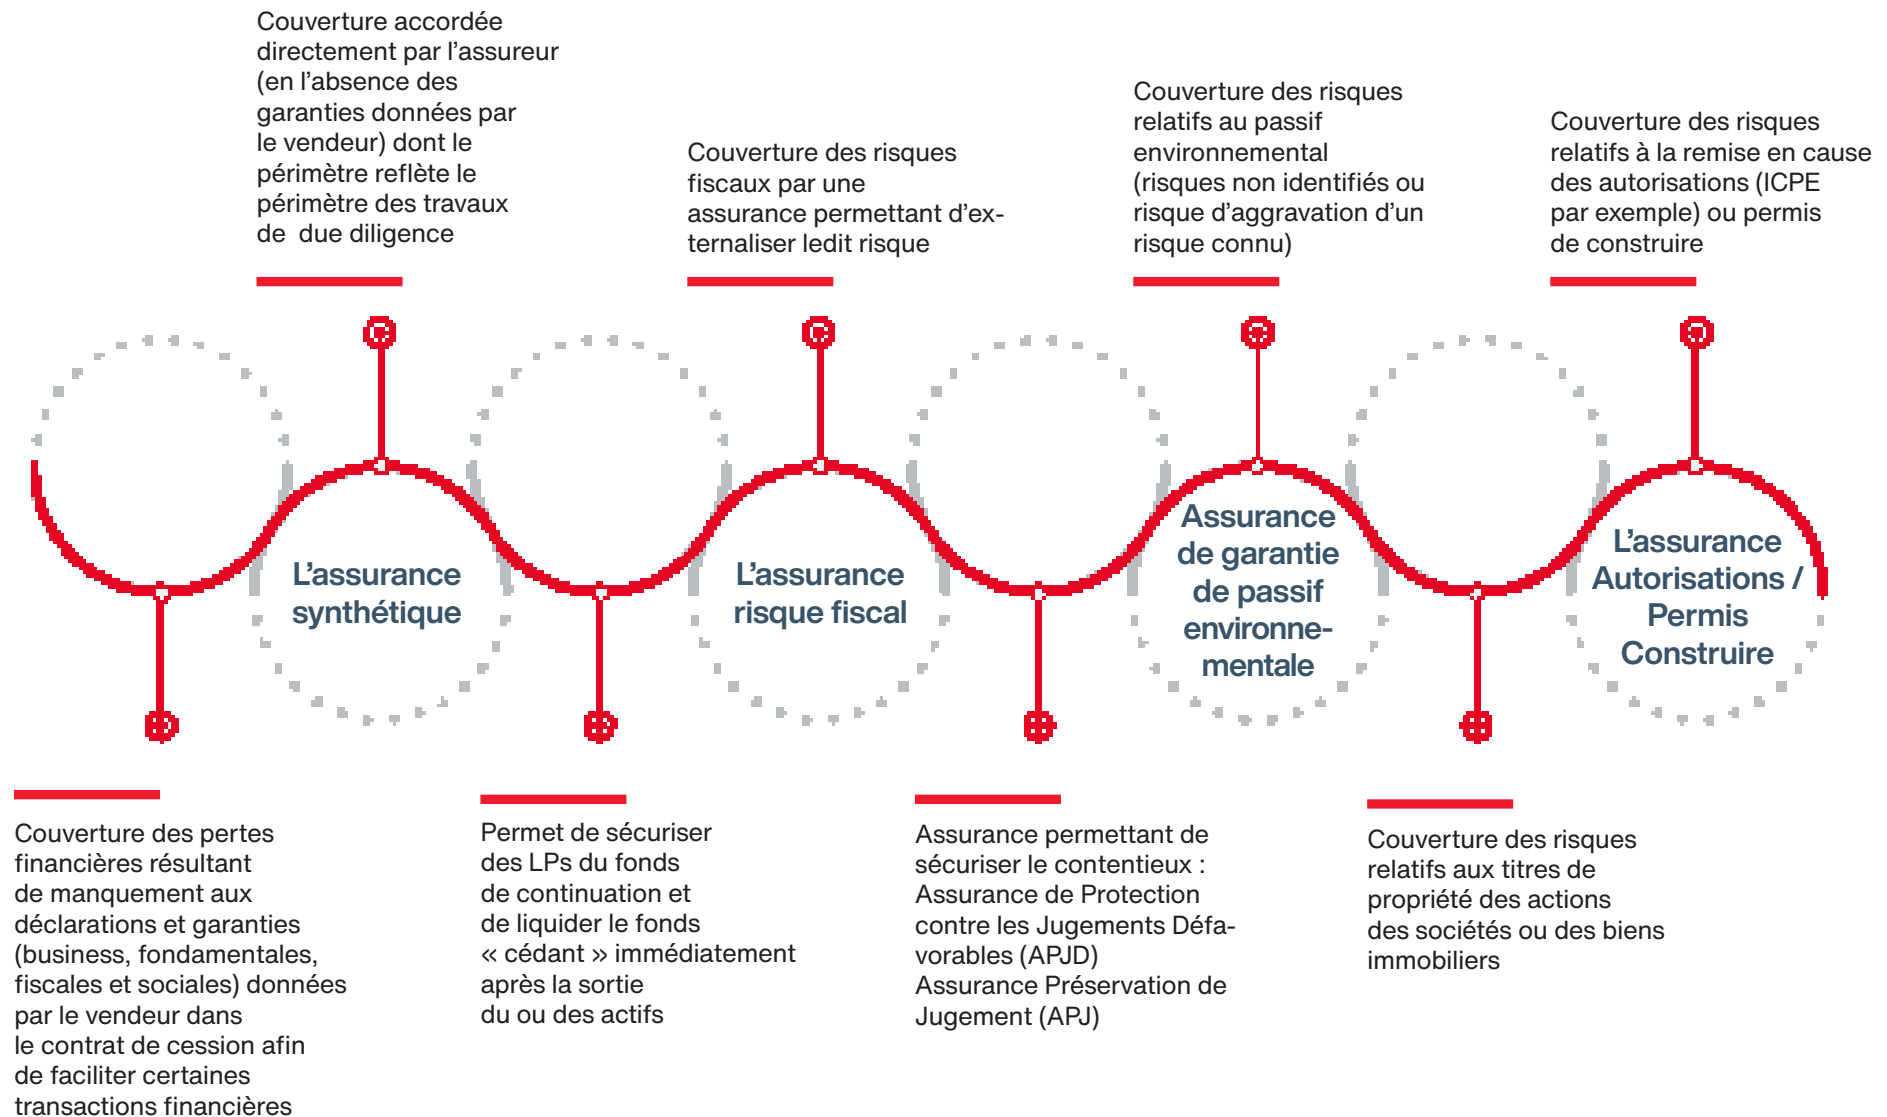 Couverture accordée
directement par l’assureur
(en l’absence des
garanties données par
le vendeur) dont le
périmètre reflète le
périmètre des travaux
de  due diligence
Couverture des risques
fiscaux par une
assurance permettant d’ex-
ternaliser ledit risque
Couverture des risques
relatifs au passif
environnemental
(risques non identifiés ou
risque d’aggravation d’un
risque connu)
Couverture des risques
relatifs à la remise en cause
des autorisations (ICPE
par exemple) ou permis
de construire
L’assurance
synthétique
L’assurance
risque fiscal
Assurance
de garantie
de passif
environne-
mentale
L’assurance
Autorisations /
Permis
Construire
Couverture des pertes
financières résultant
de manquement aux
déclarations et garanties
(business, fondamentales,
fiscales et sociales) données
par le vendeur dans
le contrat de cession afin
de faciliter certaines
transactions financières
Permet de sécuriser
des LPs du fonds
de continuation et
de liquider le fonds
« cédant » immédiatement
après la sortie
du ou des actifs
Assurance permettant de
sécuriser le contentieux :
Assurance de Protection
contre les Jugements Défa-
vorables (APJD)
Assurance Préservation de
Jugement (APJ)
Couverture des risques
relatifs aux titres de
propriété des actions
des sociétés ou des biens
immobiliers